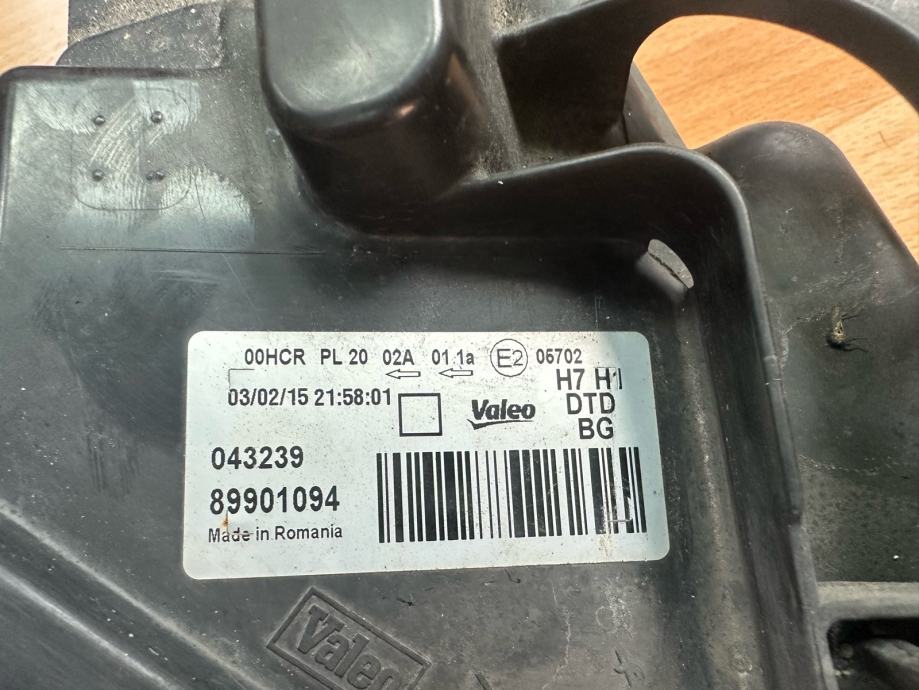 00HCR PL 20 02A 01.1a E2 05702
03/02/15 21:58:01
H7 H1
Valeo
DTD
BG
043239
89901094
Made in Romania
Valeo